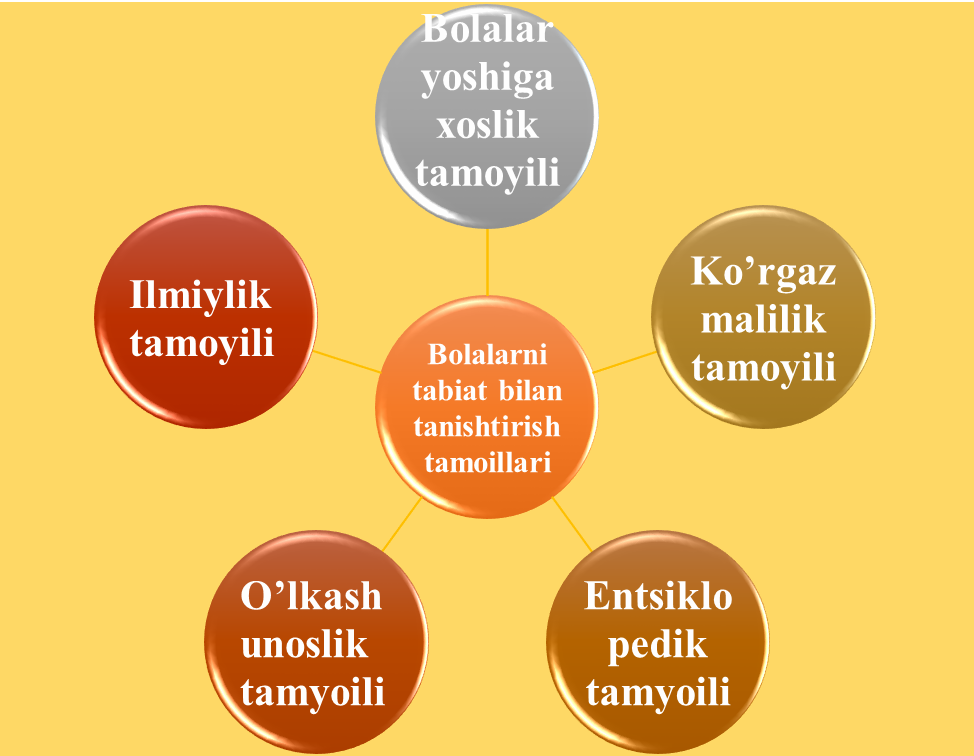 Bolalar
yoshiga
xoslik
tamoyili
Ilmiylik
tamoyili
Ko’rgaz
malilik
tamoyili
Bolalarni
tabiat bilan
tanishtirish
tamoillari
O’lkash
unoslik
tamyoili
Entsiklo
pedik
tamyoili